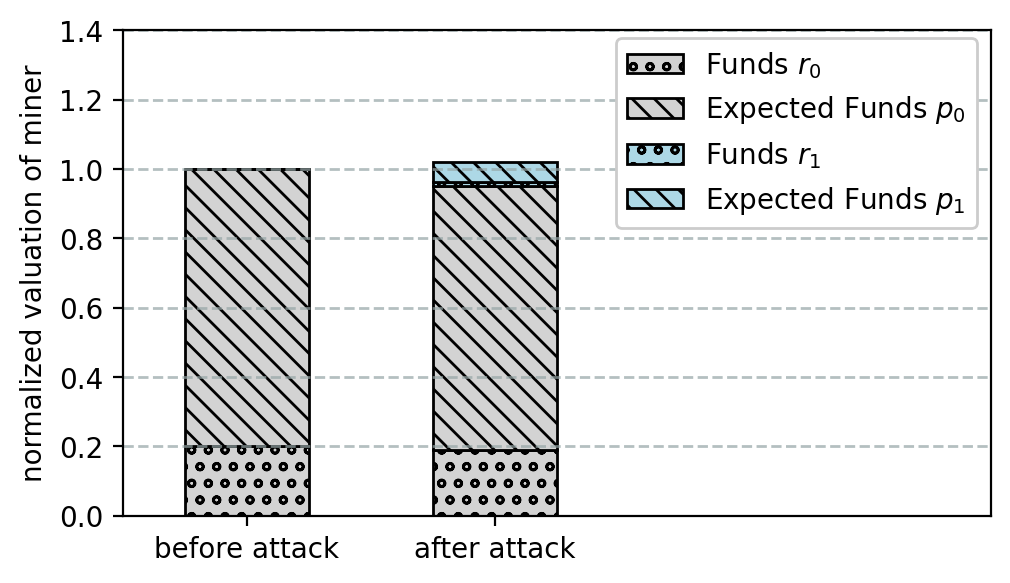 normalized valuation of miner
1.4
1.2
1.0
0.8
0.6
0.4
0.2
0.0
before attack
after attack
Funds r₀
Expected Funds p₀
Funds r₁
Expected Funds p₁